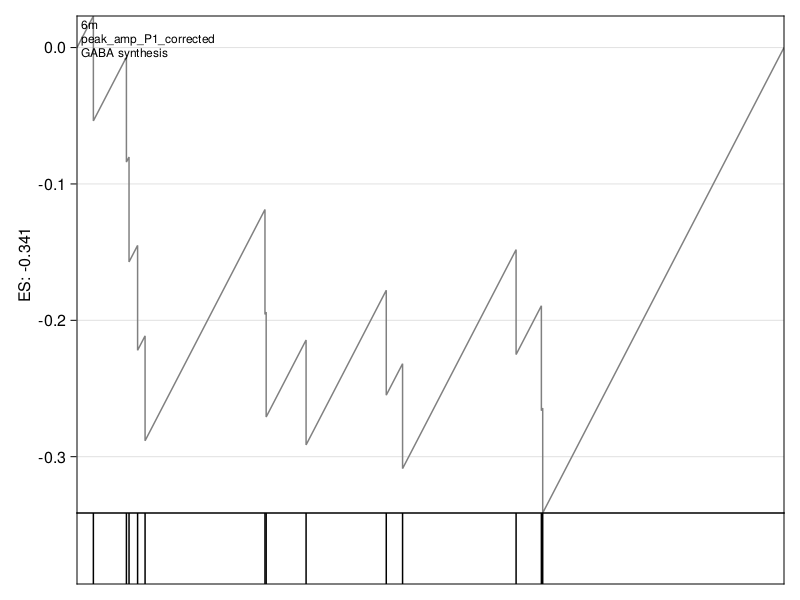 6m
peak_amp_P1_corrected
GABA synthesis
0.0
-0.1
-0.2
-0.3
ES: -0.341